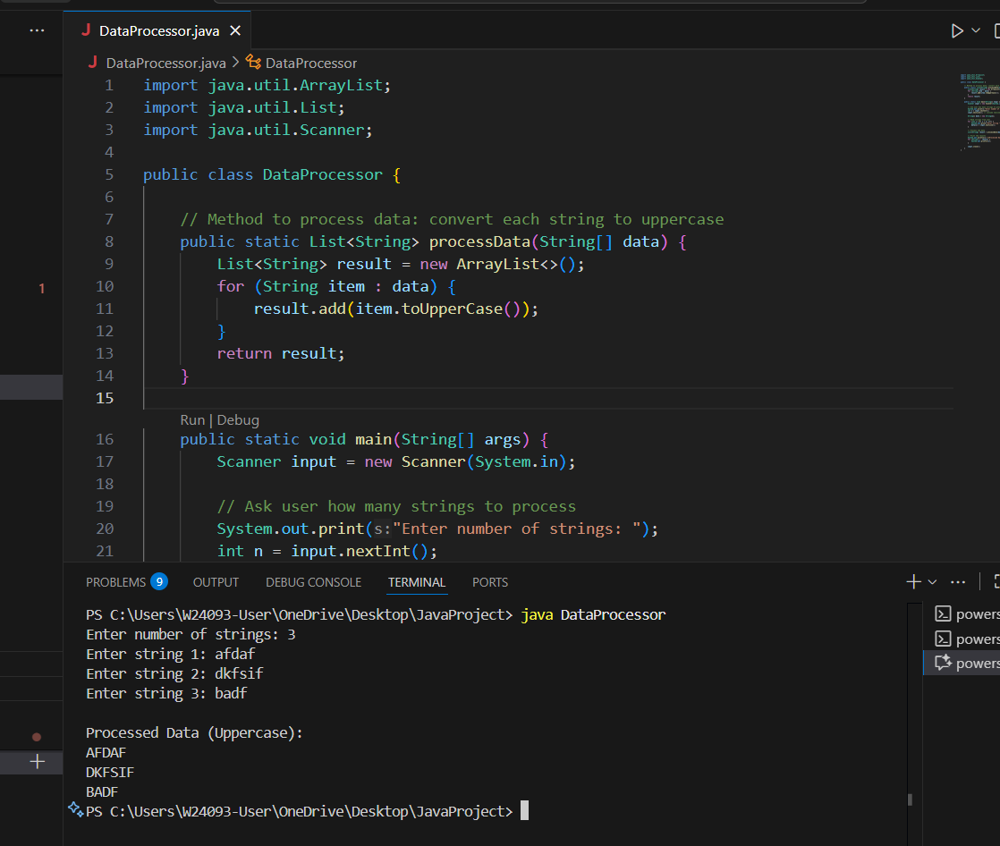 DataProcessor.java
DataProcessor.java > DataProcessor
1 import java.util.ArrayList;
2 import java.util.List;
3 import java.util.Scanner;
4
5 public class DataProcessor {
6
7 // Method to process data: convert each string to uppercase
8 public static List<String> processData(String[] data) {
9 List<String> result = new ArrayList<>();
10 for (String item : data) {
11 result.add(item.toUpperCase());
12 }
13 return result;
14 }
15
Run | Debug
16 public static void main(String[] args) {
17 Scanner input = new Scanner(System.in);
18
19 // Ask user how many strings to process
20 System.out.print(s:"Enter number of strings: ");
21 int n = input.nextInt();
1
PROBLEMS 9 OUTPUT DEBUG CONSOLE TERMINAL PORTS
PS C:\Users\W24093-User\OneDrive\Desktop\JavaProject> java DataProcessor
Enter number of strings: 3
Enter string 1: afdaf
Enter string 2: dkfsif
Enter string 3: badf
Processed Data (Uppercase):
AFDAF
DKFSIF
BADF
PS C:\Users\W24093-User\OneDrive\Desktop\JavaProject>
powers
powers
powers